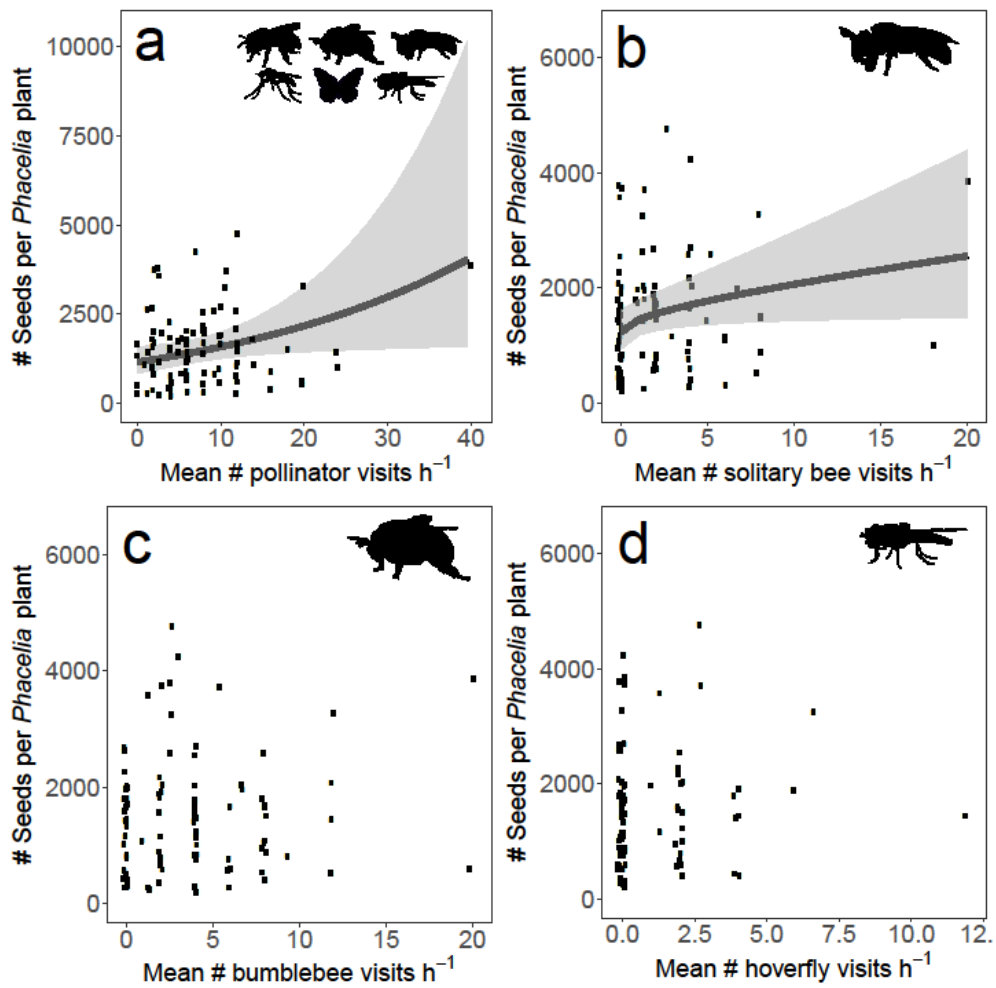 a
10000
7500
5000
2500
0
# Seeds per Phacelia plant
0 10 20 30 40
Mean # pollinator visits h⁻¹
b
6000
4000
2000
0
# Seeds per Phacelia plant
0 5 10 15 20
Mean # solitary bee visits h⁻¹
c
6000
4000
2000
0
# Seeds per Phacelia plant
0 5 10 15 20
Mean # bumblebee visits h⁻¹
d
6000
4000
2000
0
# Seeds per Phacelia plant
0.0 2.5 5.0 7.5 10.0 12.
Mean # hoverfly visits h⁻¹